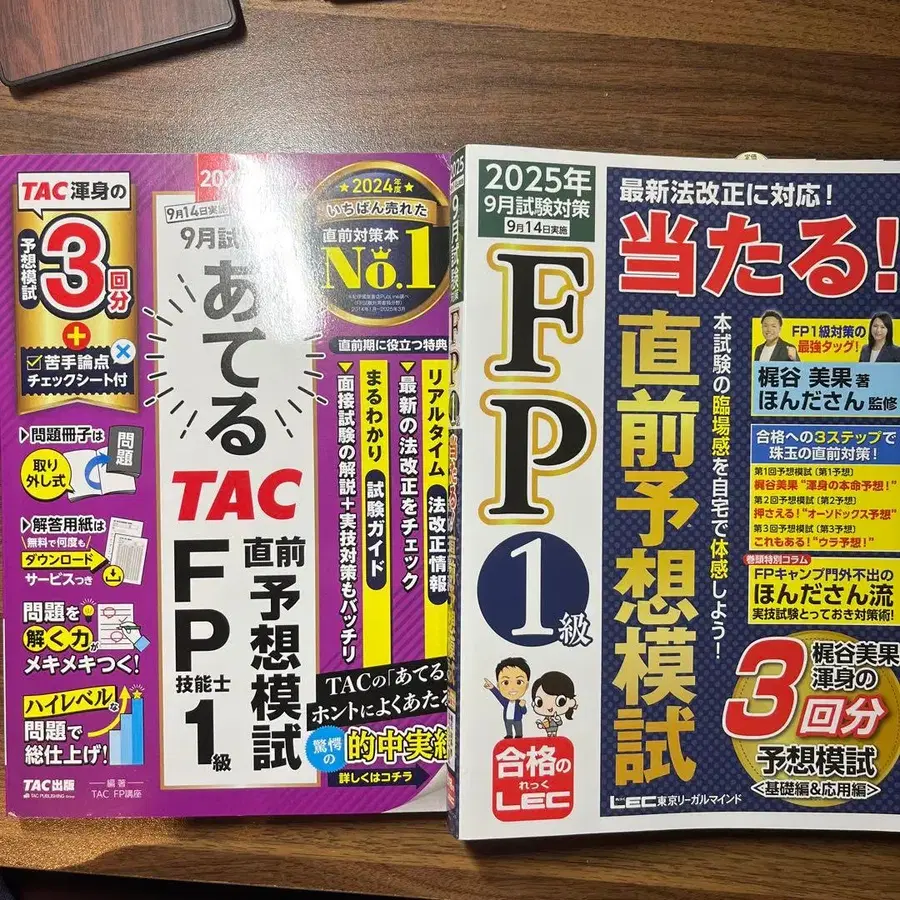 TAC渾身の
予想模試
3回分
+
苦手論点
チェックシート付
問題冊子は
取り外し式
問題
解答用紙は
無料で何度も
ダウンロード
サービスつき
問題を
解く力が
メキメキつく!
ハイレベルな
問題で
総仕上げ!
TAC出版
TAC PUBLISHING Group
編著
TAC FP講座
9月14日実施
9月試験
あてる
TAC
直前予想模試
FP技能士1級
2024年度
いちばん売れた
直前対策本
No.1
直前期に役立つ特典
リアルタイム 法改正情報
▼最新の法改正をチェック
まるわかり 試験ガイド
▼面接試験の解説+実技対策もバッチリ
TACの「あてる
ホントによくあたる
驚愕の
的中実績
詳しくはコチラ
2025
9月試験対策
FP1級
2025年
9月試験対策
9月14日実施
FP
1級
合格の
れっく
LEC
最新法改正に対応!
当たる!
直前予想模試
本試験の臨場感を自宅で体感しよう!
FP1級対策の
最強タッグ!
梶谷 美果 著
ほんださん 監修
合格への3ステップで
珠玉の直前対策!
第1回予想模試〔第1予想〕
梶谷美果“渾身の本命予想!”
第2回予想模試〔第2予想〕
押さえる!“オーソドックス予想”
第3回予想模試〔第3予想〕
これもある!“ウラ予想!”
巻頭特別コラム
FPキャンプ門外不出の
ほんださん流
実技試験とっておき対策術!
梶谷美果
渾身の
3回分
予想模試
<基礎編&応用編>
LEC東京リーガルマインド
定価